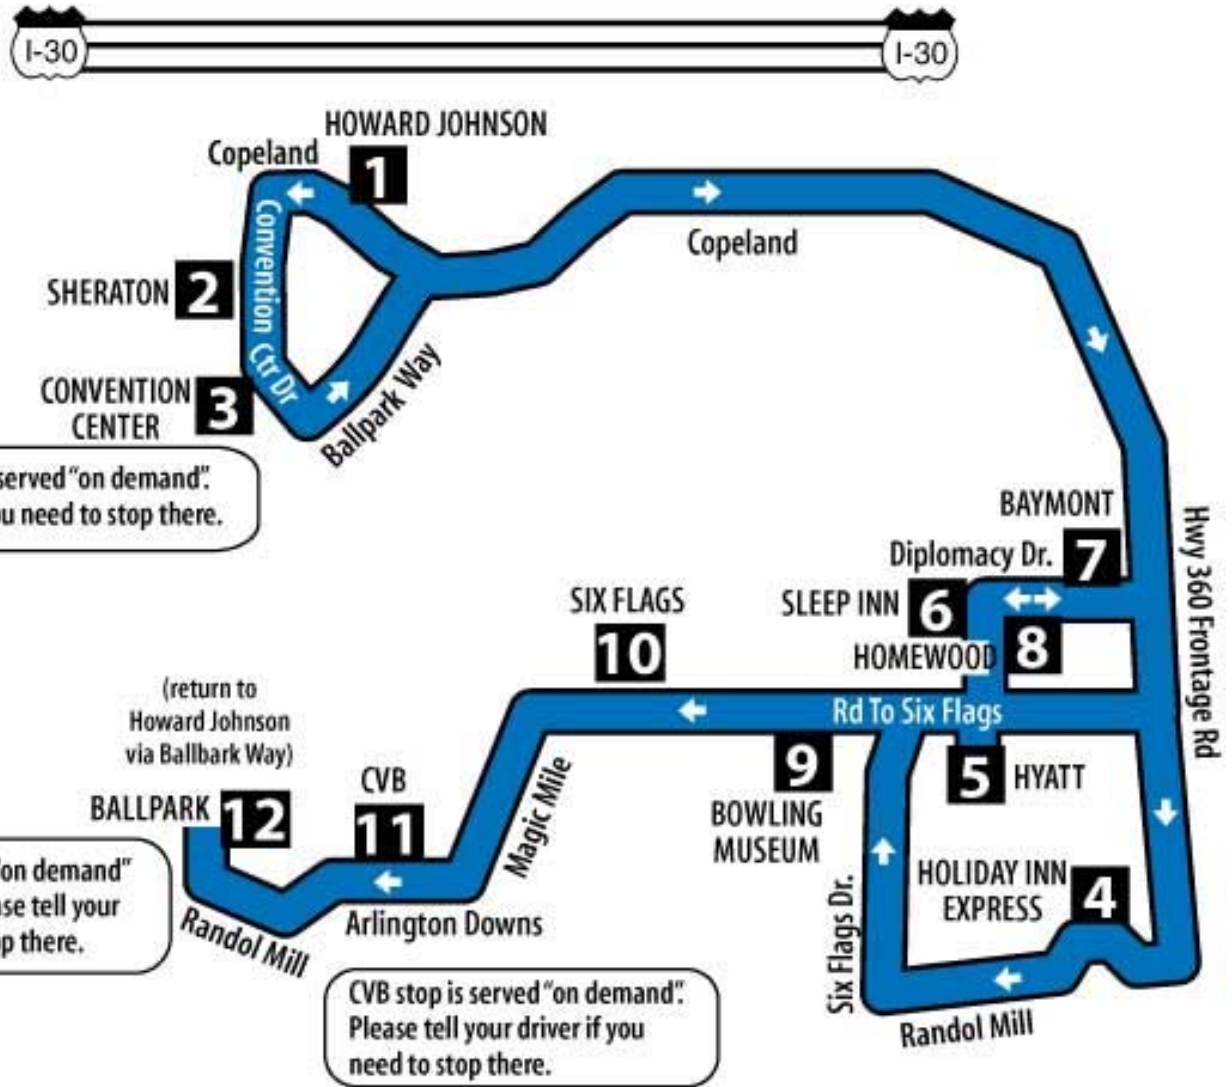 I-30
I-30
HOWARD JOHNSON
Copeland
1
Convention Ctr Dr
SHERATON 2
Copeland
CONVENTION
CENTER
3
Ballpark Way
served "on demand".
ou need to stop there.
BAYMONT
7
Diplomacy Dr.
Hwy 360 Frontage Rd
SLEEP INN 6
HOMEWOOD 8
SIX FLAGS
10
Rd To Six Flags
(return to
Howard Johnson
via Ballbark Way)
9
BOWLING
MUSEUM
5 HYATT
Magic Mile
CVB
11
BALLPARK 12
HOLIDAY INN
EXPRESS
4
Six Flags Dr.
"on demand"
ase tell your
op there.
Randol Mill
Arlington Downs
Randol Mill
CVB stop is served "on demand".
Please tell your driver if you
need to stop there.